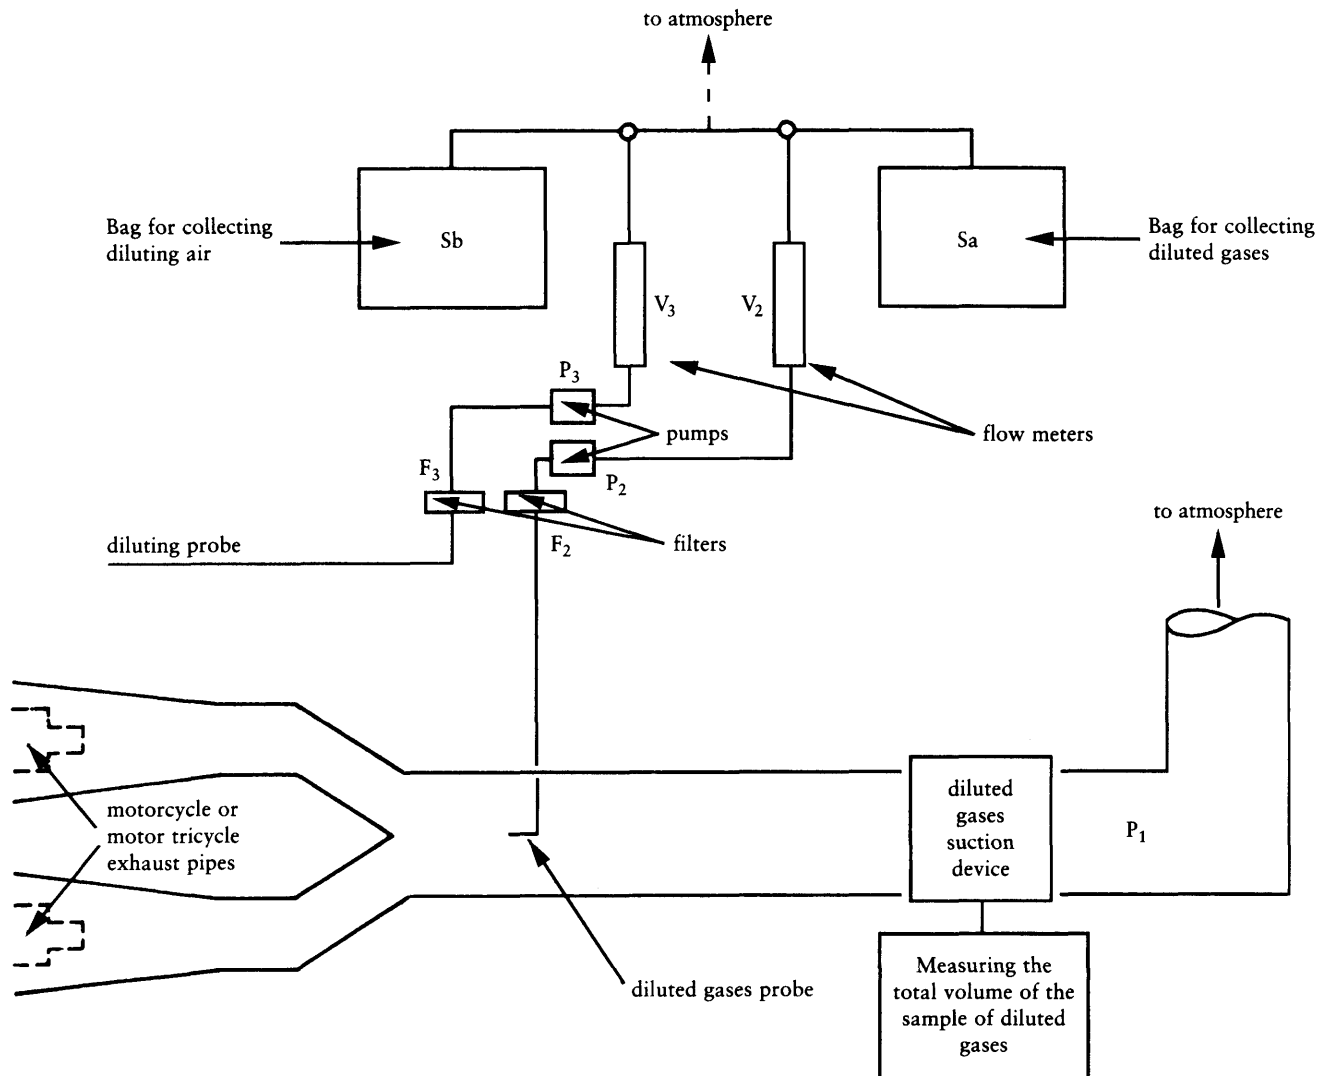 to atmosphere
Bag for collecting
diluting air
Sb
Sa
Bag for collecting
diluted gases
V3
V2
P3
pumps
flow meters
F3
P2
filters
F2
diluting probe
to atmosphere
motorcycle or
motor tricycle
exhaust pipes
diluted
gases
suction
device
P1
diluted gases probe
Measuring the
total volume of the
sample of diluted
gases